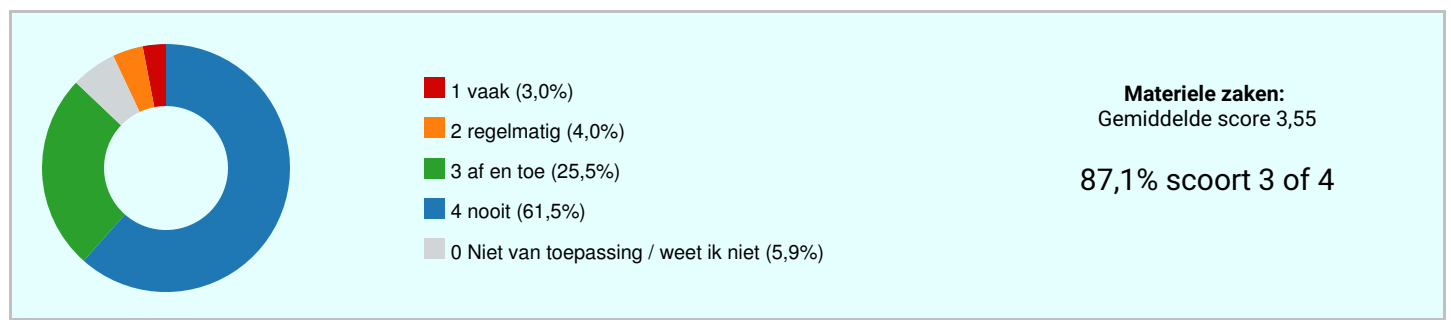 1 vaak (3,0%)
2 regelmatig (4,0%)
3 af en toe (25,5%)
4 nooit (61,5%)
0 Niet van toepassing / weet ik niet (5,9%)
Materiele zaken:
Gemiddelde score 3,55
87,1% scoort 3 of 4